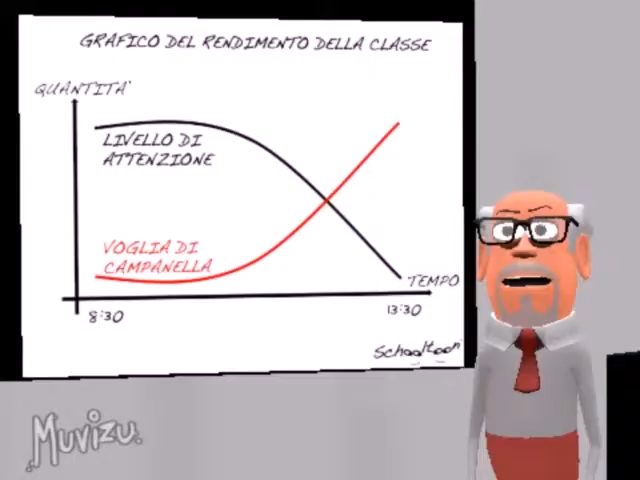 GRAFICO DEL RENDIMENTO DELLA CLASSE
QUANTITA'
LIVELLO DI
ATTENZIONE
VOGLIA DI
CAMPANELLA
TEMPO
8:30
13:30
Schooltoon
Muvizu